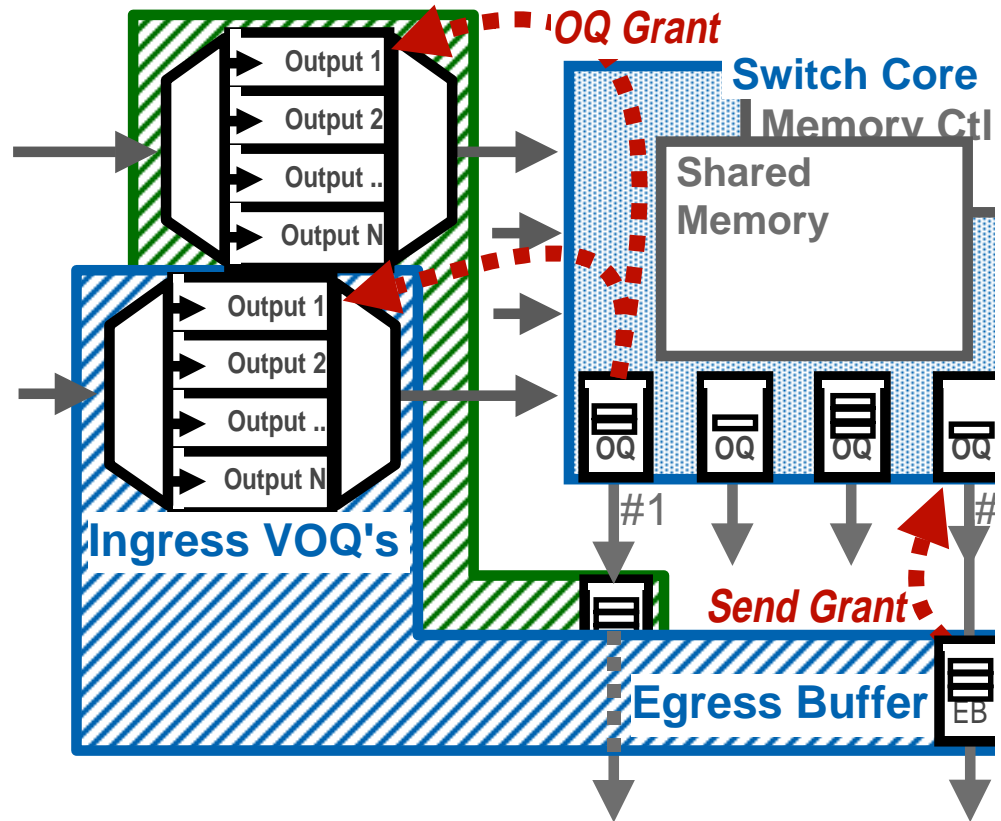 OQ Grant
Switch Core
Memory Ctl
Shared
Memory
Output 1
Output 2
Output ..
Output N
Output 1
Output 2
Output ..
Output N
Ingress VOQ's
OQ
OQ
OQ
OQ
#1
#
Send Grant
Egress Buffer
EB